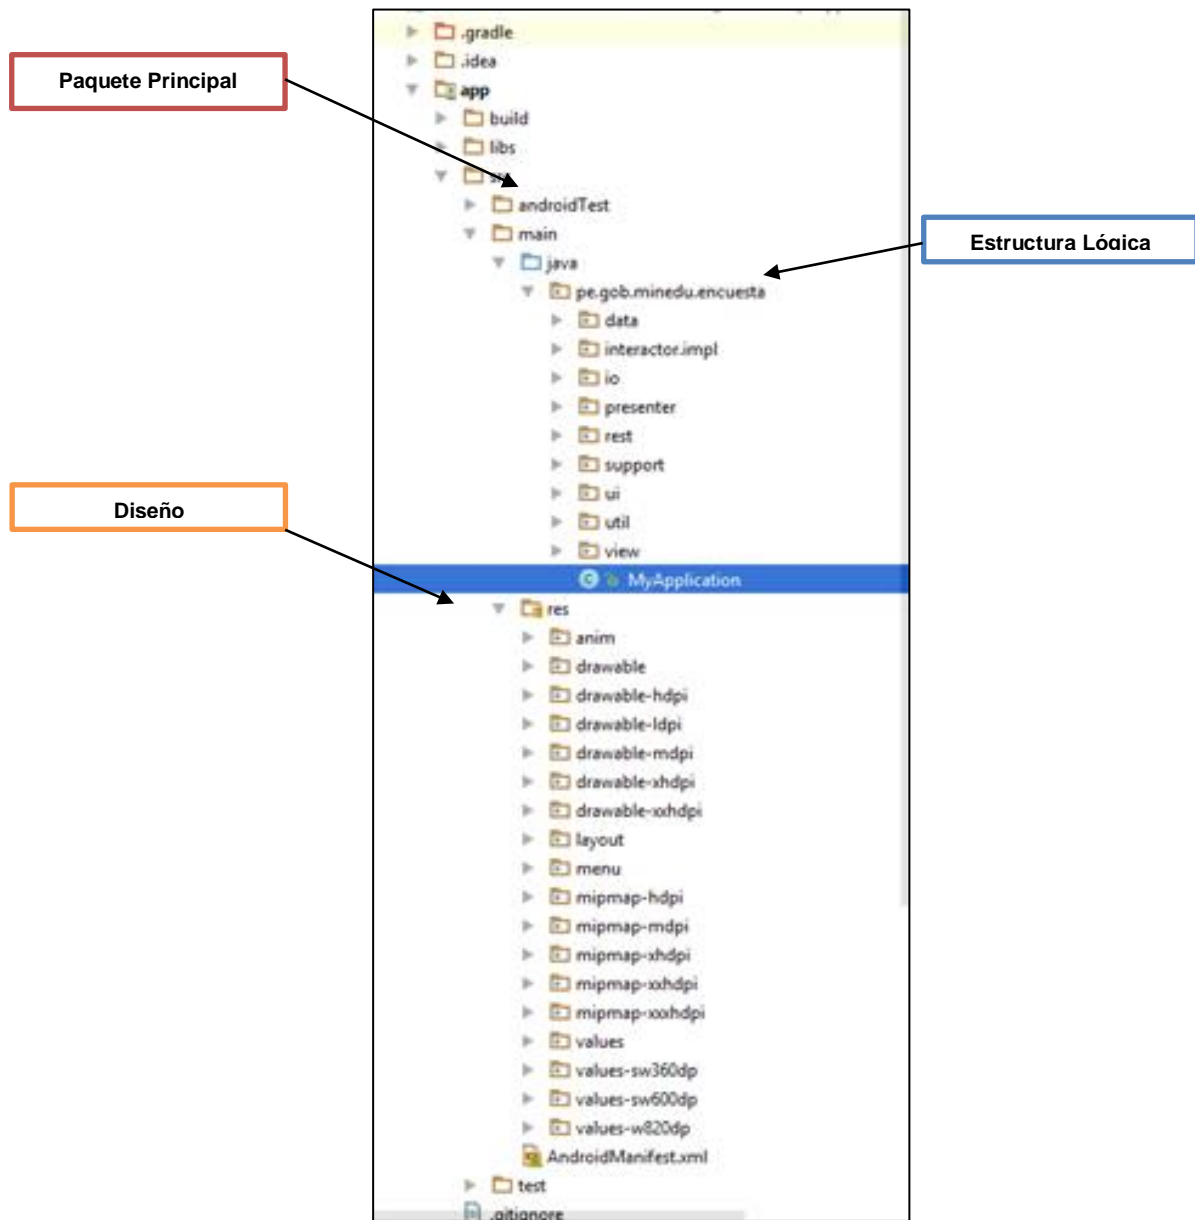 .gradle
.idea
Paquete Principal
app
build
libs
androidTest
main
Estructura Lógica
java
pe.gob.minedu.encuesta
data
interactor.impl
io
presenter
rest
support
ui
Diseño
util
view
MyApplication
res
anim
drawable
drawable-hdpi
drawable-ldpi
drawable-mdpi
drawable-xhdpi
drawable-xxhdpi
layout
menu
mipmap-hdpi
mipmap-mdpi
mipmap-xhdpi
mipmap-xxhdpi
mipmap-xxxhdpi
values
values-sw360dp
values-sw600dp
values-w820dp
AndroidManifest.xml
test
.gitignore